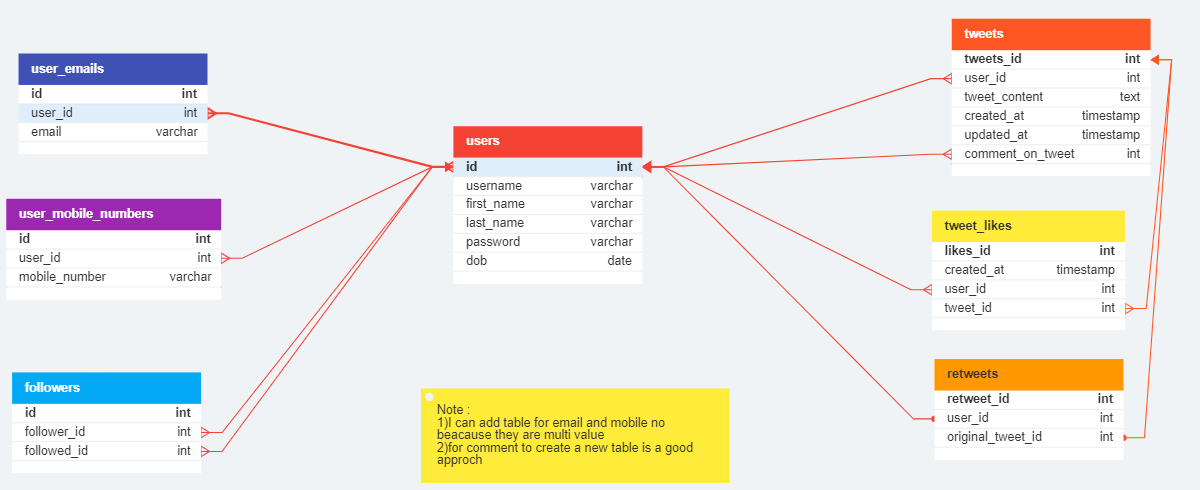 user_emails
id int
user_id int
email varchar
user_mobile_numbers
id int
user_id int
mobile_number varchar
followers
id int
follower_id int
followed_id int
users
id int
username varchar
first_name varchar
last_name varchar
password varchar
dob date
Note :
1)I can add table for email and mobile no
beacause they are multi value
2)for comment to create a new table is a good
approch
tweets
tweets_id int
user_id int
tweet_content text
created_at timestamp
updated_at timestamp
comment_on_tweet int
tweet_likes
likes_id int
created_at timestamp
user_id int
tweet_id int
retweets
retweet_id int
user_id int
original_tweet_id int